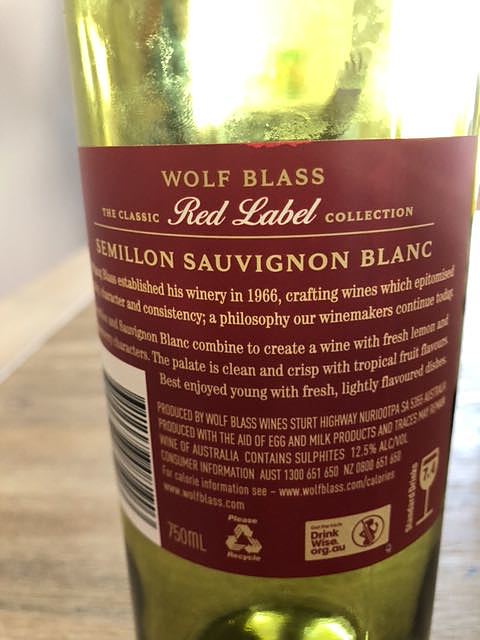 WOLF BLASS
THE CLASSIC Red Label COLLECTION
SEMILLON SAUVIGNON BLANC
Blass established his winery in 1966, crafting wines which epitomised
character and consistency; a philosophy our winemakers continue today.
and Sauvignon Blanc combine to create a wine with fresh lemon and
characters. The palate is clean and crisp with tropical fruit flavours.
Best enjoyed young with fresh, lightly flavoured dishes.
PRODUCED BY WOLF BLASS WINES STURT HIGHWAY NURIOOTPA SA 5355 AUSTRALIA
PRODUCED WITH THE AID OF EGG AND MILK PRODUCTS AND TRACES MAY REMAIN
WINE OF AUSTRALIA CONTAINS SULPHITES 12.5% ALC/VOL
CONSUMER INFORMATION AUST 1300 651 650 NZ 0800 651 650
For calorie information see – www.wolfblass.com/calories
www.wolfblass.com
750ML
Please
Recycle
Get the facts
Drink
Wise.
org.au
Standard Drinks
7.4